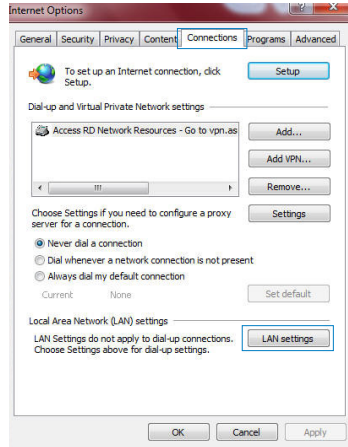 Internet Options
General Security Privacy Content Connections Programs Advanced
To set up an Internet connection, click Setup.
Setup
Dial-up and Virtual Private Network settings
Access RD Network Resources - Go to vpn.as
Add...
Add VPN...
Remove...
Choose Settings if you need to configure a proxy
server for a connection.
Settings
Never dial a connection
Dial whenever a network connection is not present
Always dial my default connection
Current None
Set default
Local Area Network (LAN) settings
LAN Settings do not apply to dial-up connections.
Choose Settings above for dial-up settings.
LAN settings
OK Cancel Apply